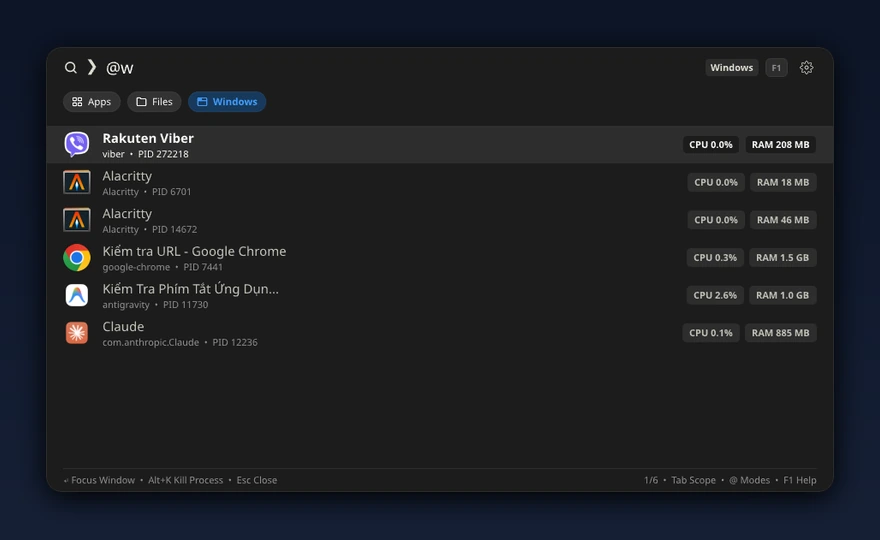 ❯ @w
Windows F1
Apps Files Windows
Rakuten Viber
viber • PID 272218
CPU 0.0% RAM 208 MB
Alacritty
Alacritty • PID 6701
CPU 0.0% RAM 18 MB
Alacritty
Alacritty • PID 14672
CPU 0.0% RAM 46 MB
Kiểm tra URL - Google Chrome
google-chrome • PID 7441
CPU 0.3% RAM 1.5 GB
Kiểm Tra Phím Tắt Ứng Dụn...
antigravity • PID 11730
CPU 2.6% RAM 1.0 GB
Claude
com.anthropic.Claude • PID 12236
CPU 0.1% RAM 885 MB
⏎ Focus Window • Alt+K Kill Process • Esc Close
1/6 • Tab Scope • @ Modes • F1 Help